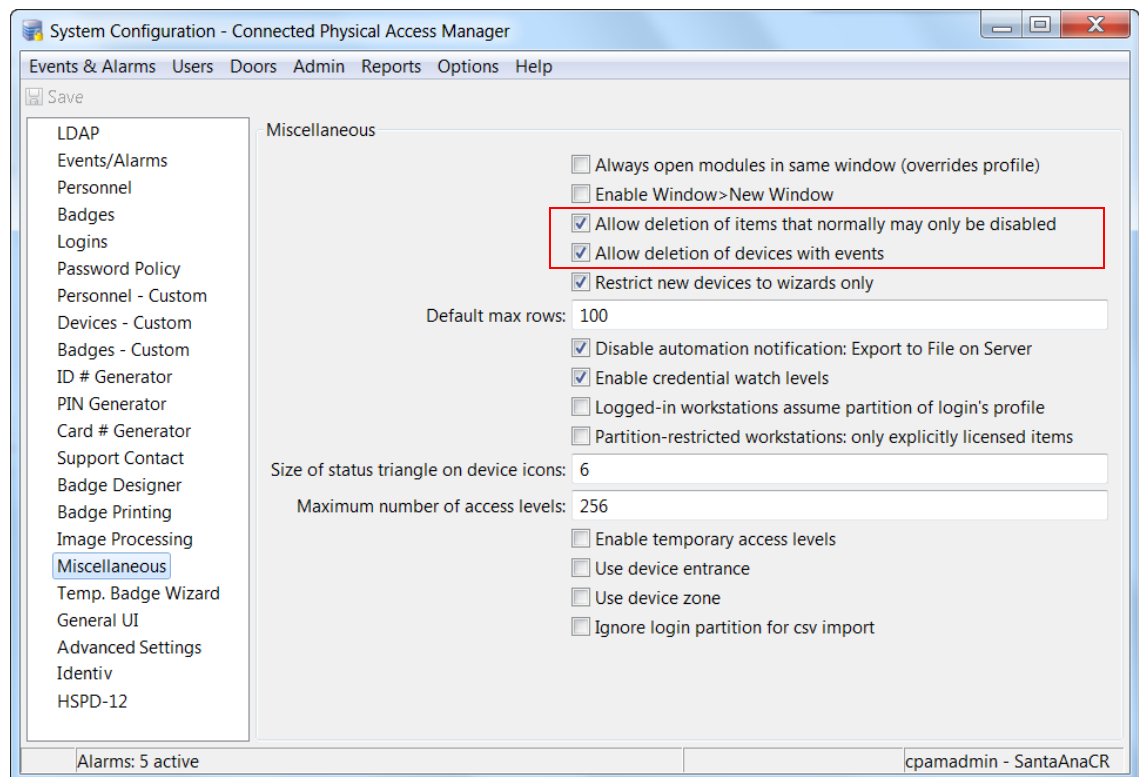 System Configuration - Connected Physical Access Manager
Events & Alarms Users Doors Admin Reports Options Help
Save
LDAP
Events/Alarms
Personnel
Badges
Logins
Password Policy
Personnel - Custom
Devices - Custom
Badges - Custom
ID # Generator
PIN Generator
Card # Generator
Support Contact
Badge Designer
Badge Printing
Image Processing
Miscellaneous
Temp. Badge Wizard
General UI
Advanced Settings
Identiv
HSPD-12
Miscellaneous
Always open modules in same window (overrides profile)
Enable Window>New Window
Allow deletion of items that normally may only be disabled
Allow deletion of devices with events
Restrict new devices to wizards only
Default max rows: 100
Disable automation notification: Export to File on Server
Enable credential watch levels
Logged-in workstations assume partition of login's profile
Partition-restricted workstations: only explicitly licensed items
Size of status triangle on device icons: 6
Maximum number of access levels: 256
Enable temporary access levels
Use device entrance
Use device zone
Ignore login partition for csv import
Alarms: 5 active
cpamadmin - SantaAnaCR